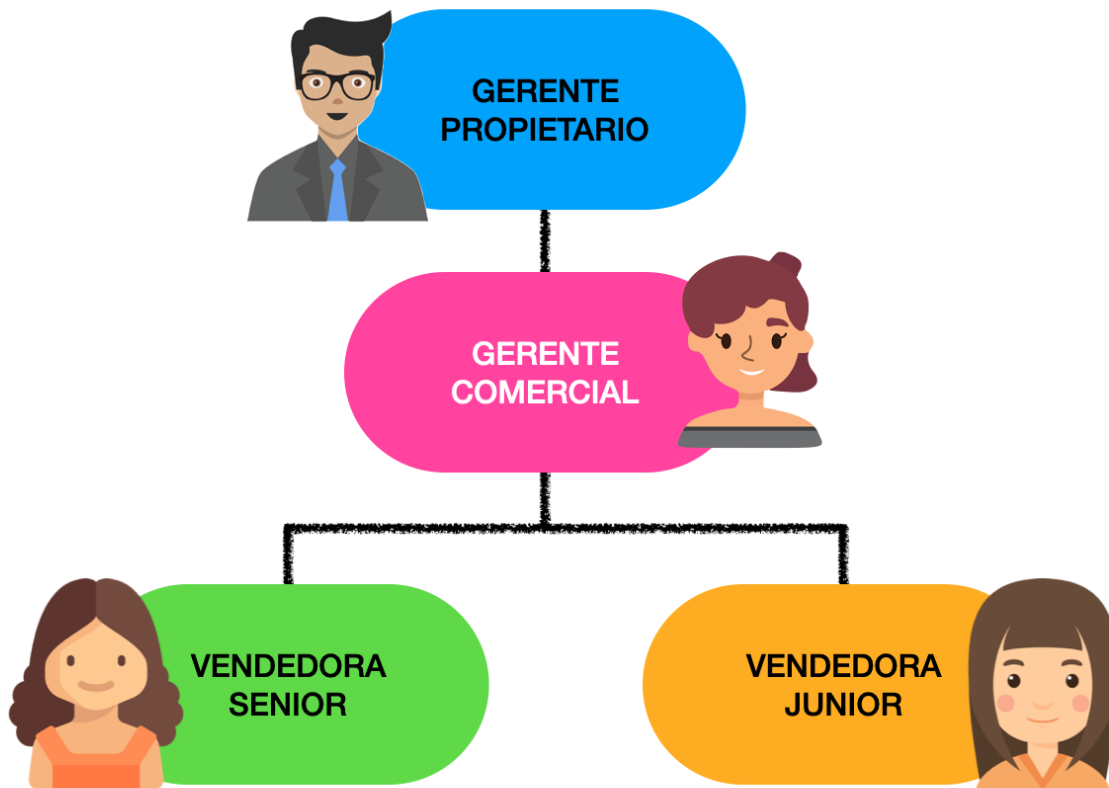 GERENTE
PROPIETARIO
GERENTE
COMERCIAL
VENDEDORA
SENIOR
VENDEDORA
JUNIOR